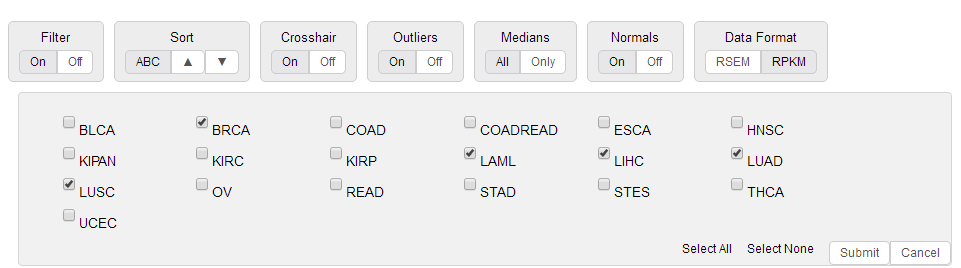 Filter Sort Crosshair Outliers Medians Normals Data Format
On Off ABC ▲ ▼ On Off On Off All Only On Off RSEM RPKM
BLCA BRCA COAD COADREAD ESCA HNSC
KIPAN KIRC KIRP LAML LIHC LUAD
LUSC OV READ STAD STES THCA
UCEC
Select All Select None Submit Cancel